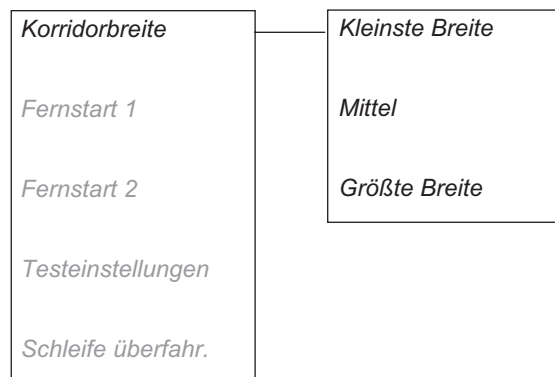 Korridorbreite
Fernstart 1
Fernstart 2
Testeinstellungen
Schleife überfahr.
Kleinste Breite
Mittel
Größte Breite